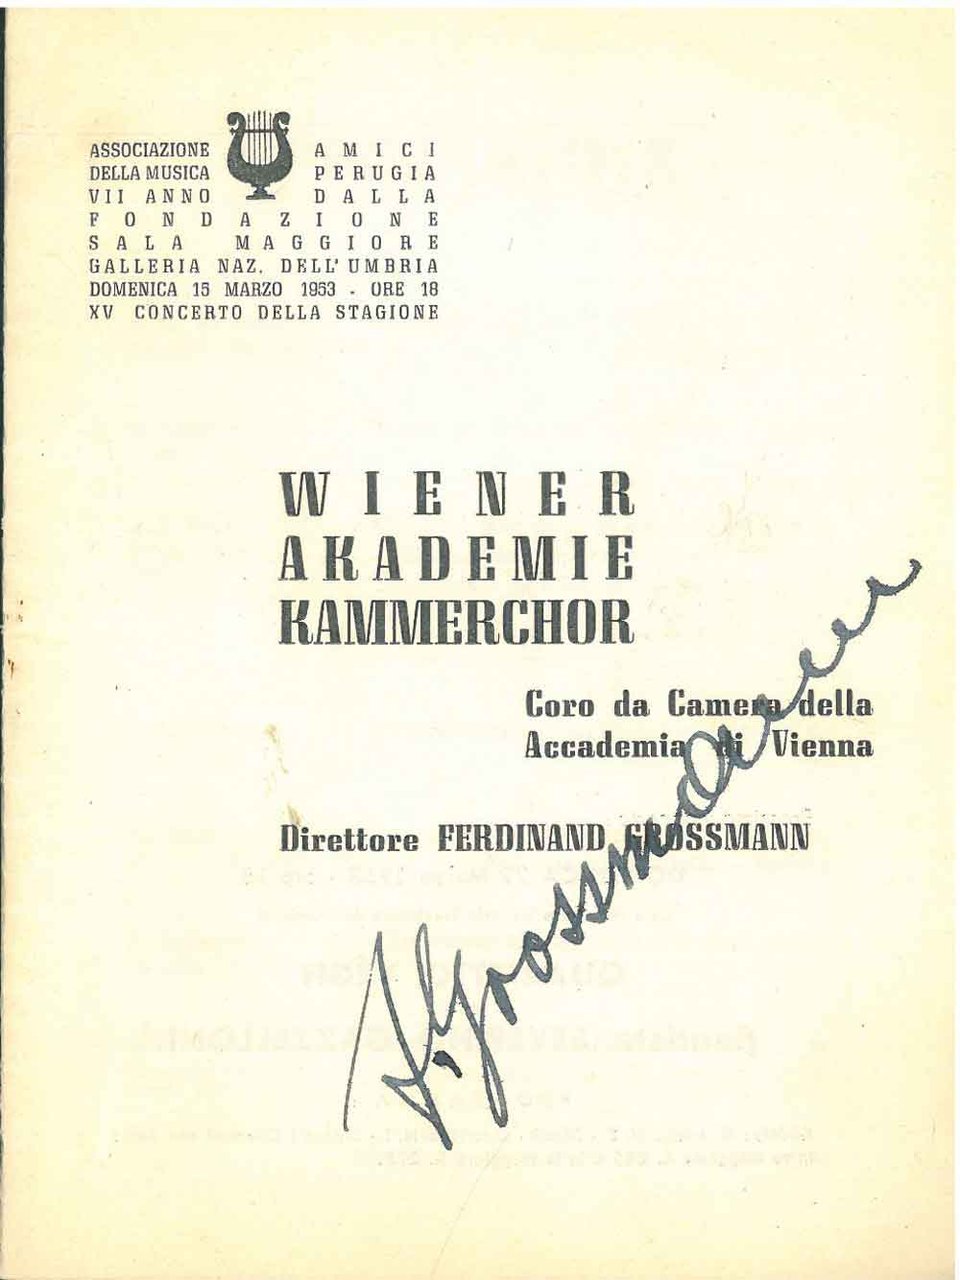 ASSOCIAZIONE AMICI
DELLA MUSICA PERUGIA
VII ANNO DALLA
FONDAZIONE
SALA MAGGIORE
GALLERIA NAZ. DELL'UMBRIA
DOMENICA 15 MARZO 1953 - ORE 18
XV CONCERTO DELLA STAGIONE
WIENER
AKADEMIE
KAMMERCHOR
Coro da Camera della
Accademia di Vienna
Direttore FERDINAND GROSSMANN
F. Grossmann